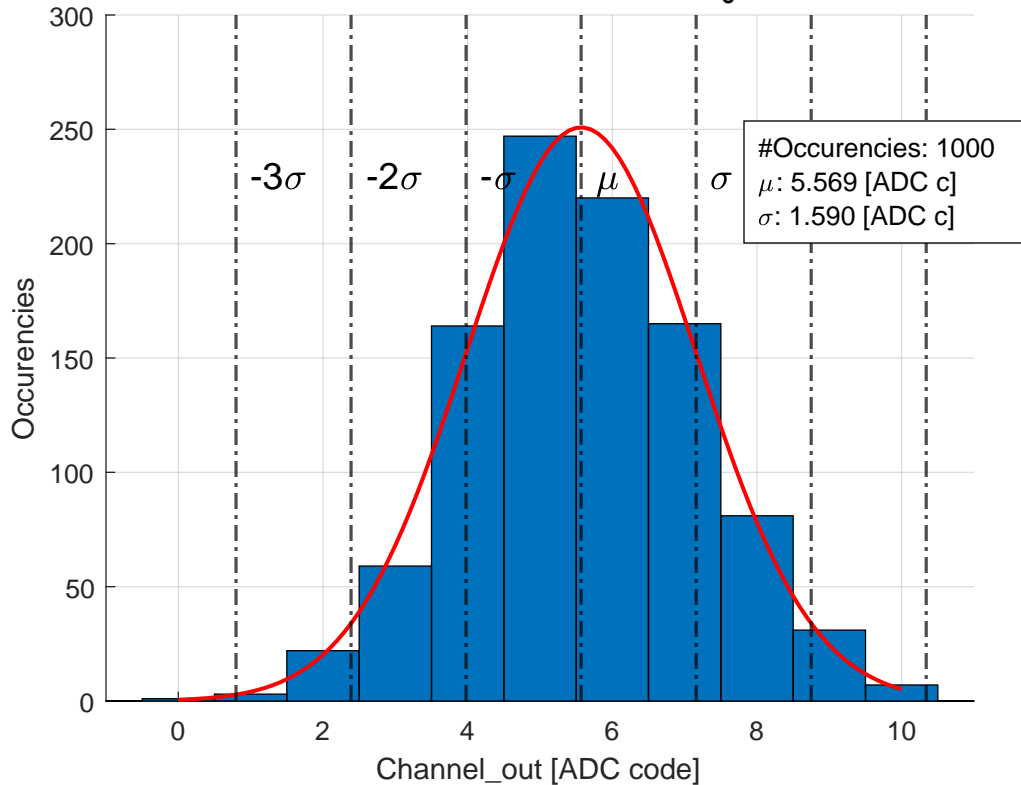 300
250
200
150
100
50
0
Occurencies
-3σ
-2σ
-σ
μ
σ
#Occurencies: 1000
μ: 5.569 [ADC c]
σ: 1.590 [ADC c]
0
2
4
6
8
10
Channel_out [ADC code]